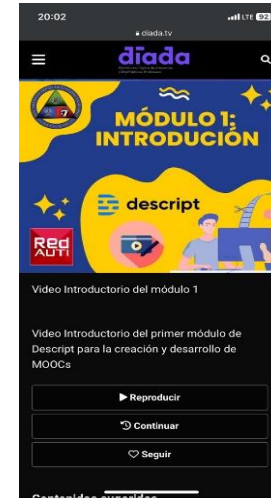 20:02
LTE 92
diada.tv
díada
MÓDULO 1:
INTRODUCIÓN
descript
Red
AUTI
Video Introductorio del módulo 1
Video Introductorio del primer módulo de
Descript para la creación y desarrollo de
MOOCs
Reproducir
Continuar
Seguir
Contenidos sugeridos